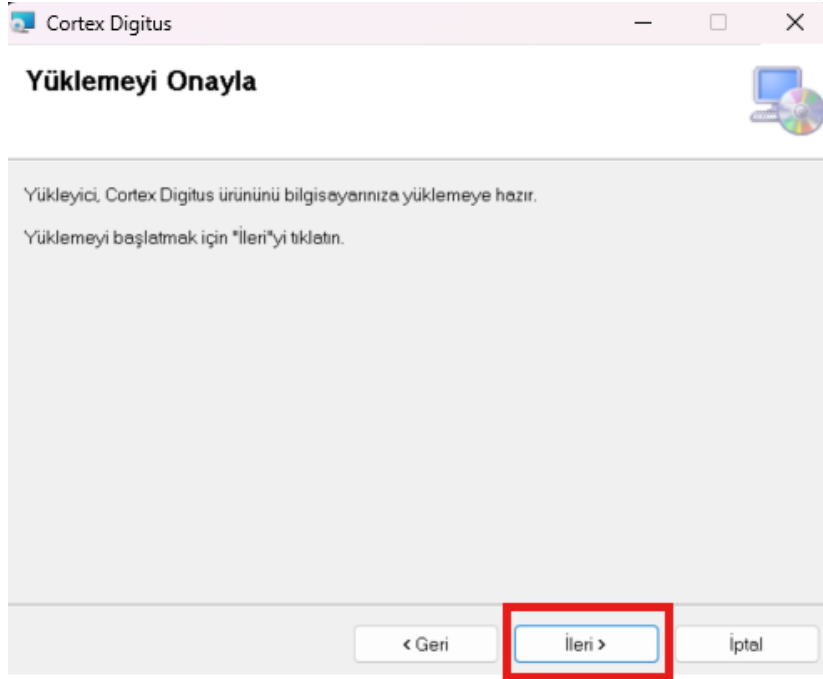 Cortex Digitus
Yüklemeyi Onayla
Yükleyici, Cortex Digitus ürününü bilgisayarınıza yüklemeye hazır.
Yüklemeyi başlatmak için "İleri"yi tıklatın.
< Geri
İleri >
İptal